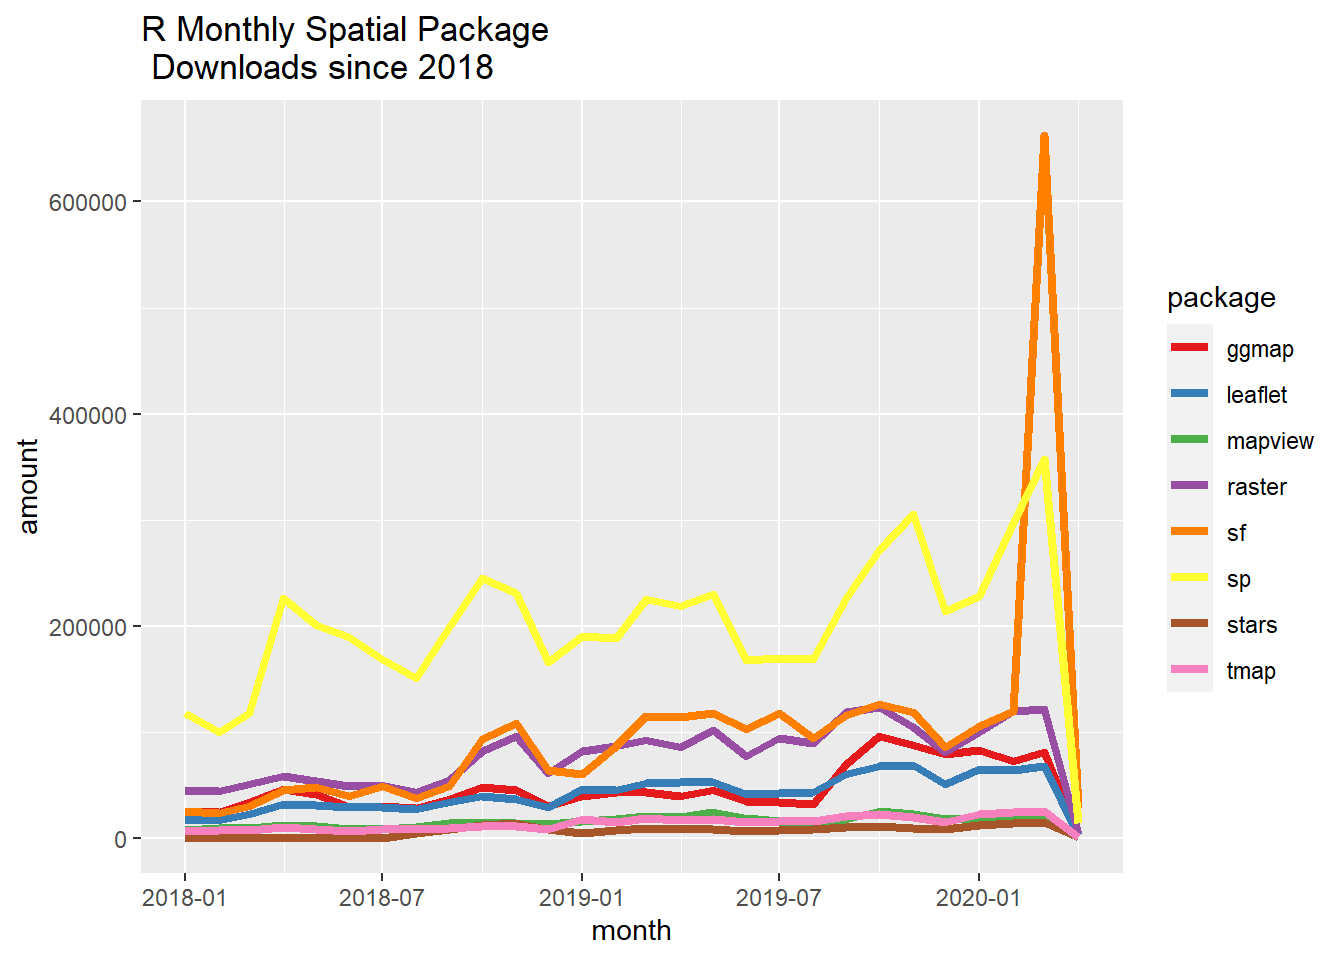 R Monthly Spatial Package
Downloads since 2018
600000
400000
200000
0
amount
2018-01
2018-07
2019-01
2019-07
2020-01
month
package
ggmap
leaflet
mapview
raster
sf
sp
stars
tmap